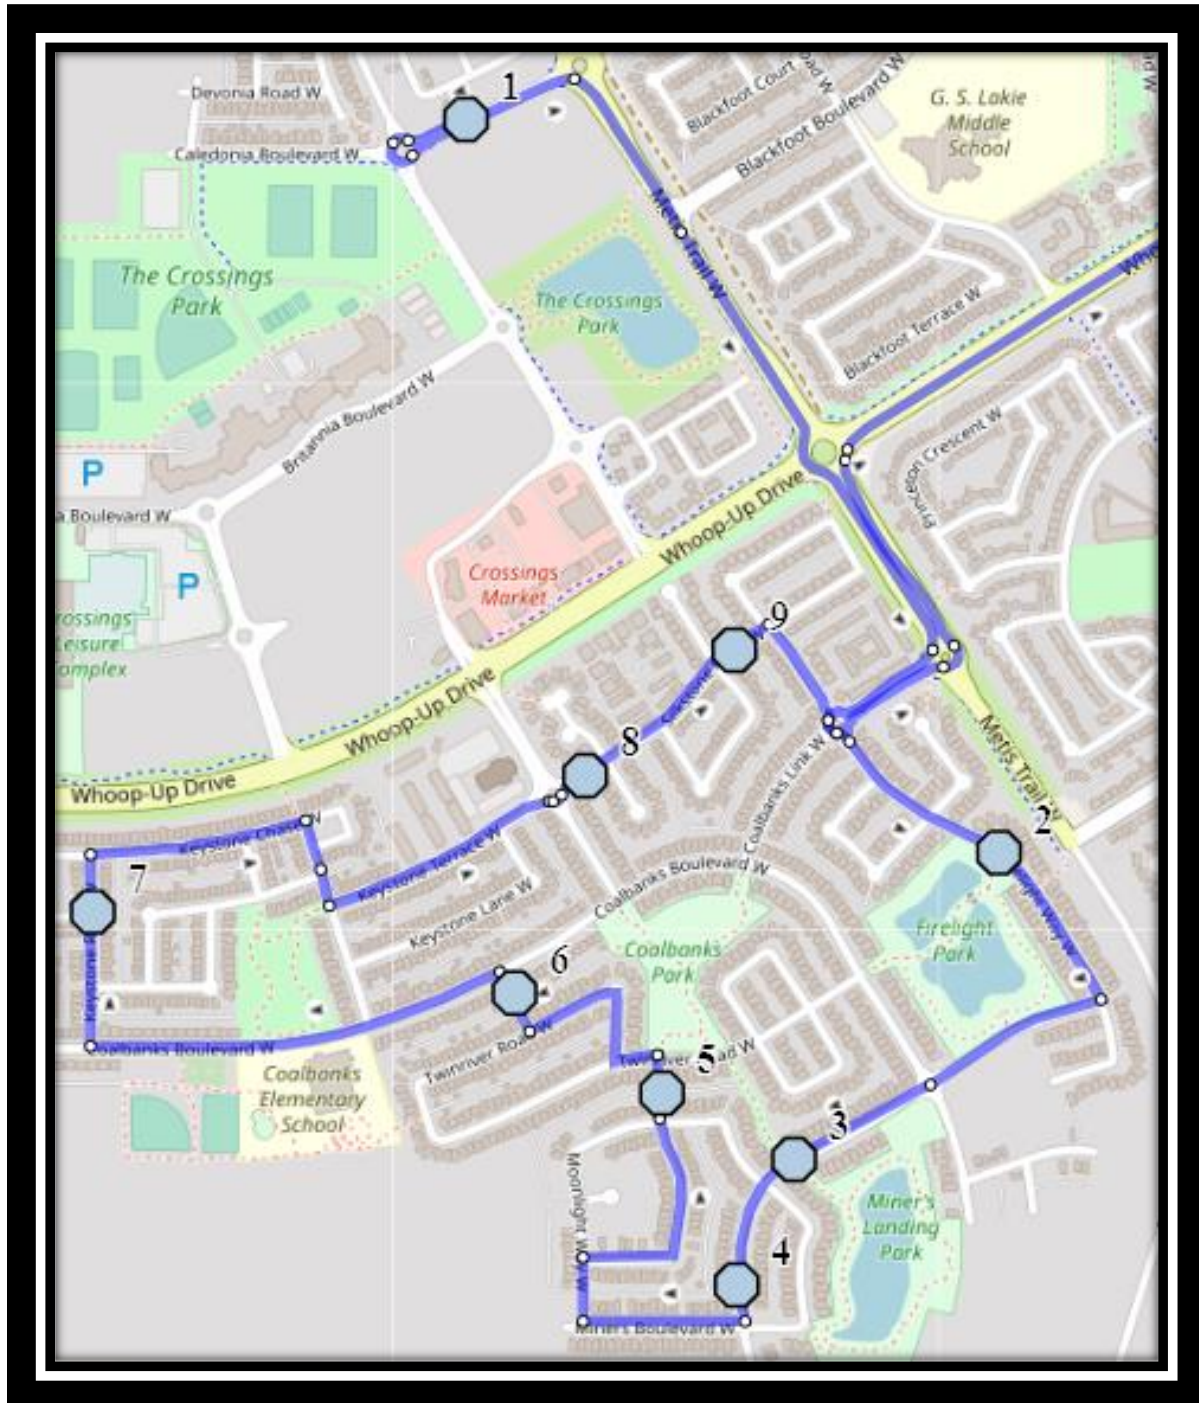 1
Devonia Road W
Caledonia Boulevard W
Blackfoot Court
Blackfoot Boulevard W
G. S. Lakie
Middle
School
Metis Trail W
The Crossings
Park
The Crossings
Park
Blackfoot Terrace W
Britannia Boulevard W
Princeton Crescent W
P
a Boulevard W
Whoop-Up Drive
P
Crossings
Market
rossings
Leisure
omplex
9
Whoop-Up Drive
8
Coalbanks Link W
Metis Trail W
Whoop-Up Drive
2
Keystone Chase W
Keystone Terrace W
Coalbanks Boulevard W
7
Keystone Lane W
Firelight
Park
Coalbanks
Park
6
Keystone
Twinriver Road W
Coalbanks Boulevard W
5
Coalbanks
Elementary
School
3
Moonlight W
Miner's
Landing
Park
4
Miners Boulevard W